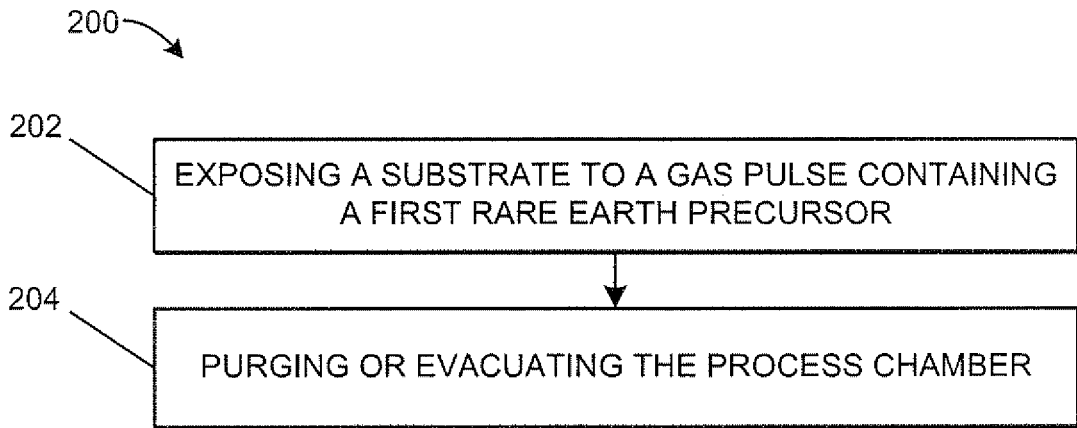 200
202
EXPOSING A SUBSTRATE TO A GAS PULSE CONTAINING
A FIRST RARE EARTH PRECURSOR
204
PURGING OR EVACUATING THE PROCESS CHAMBER